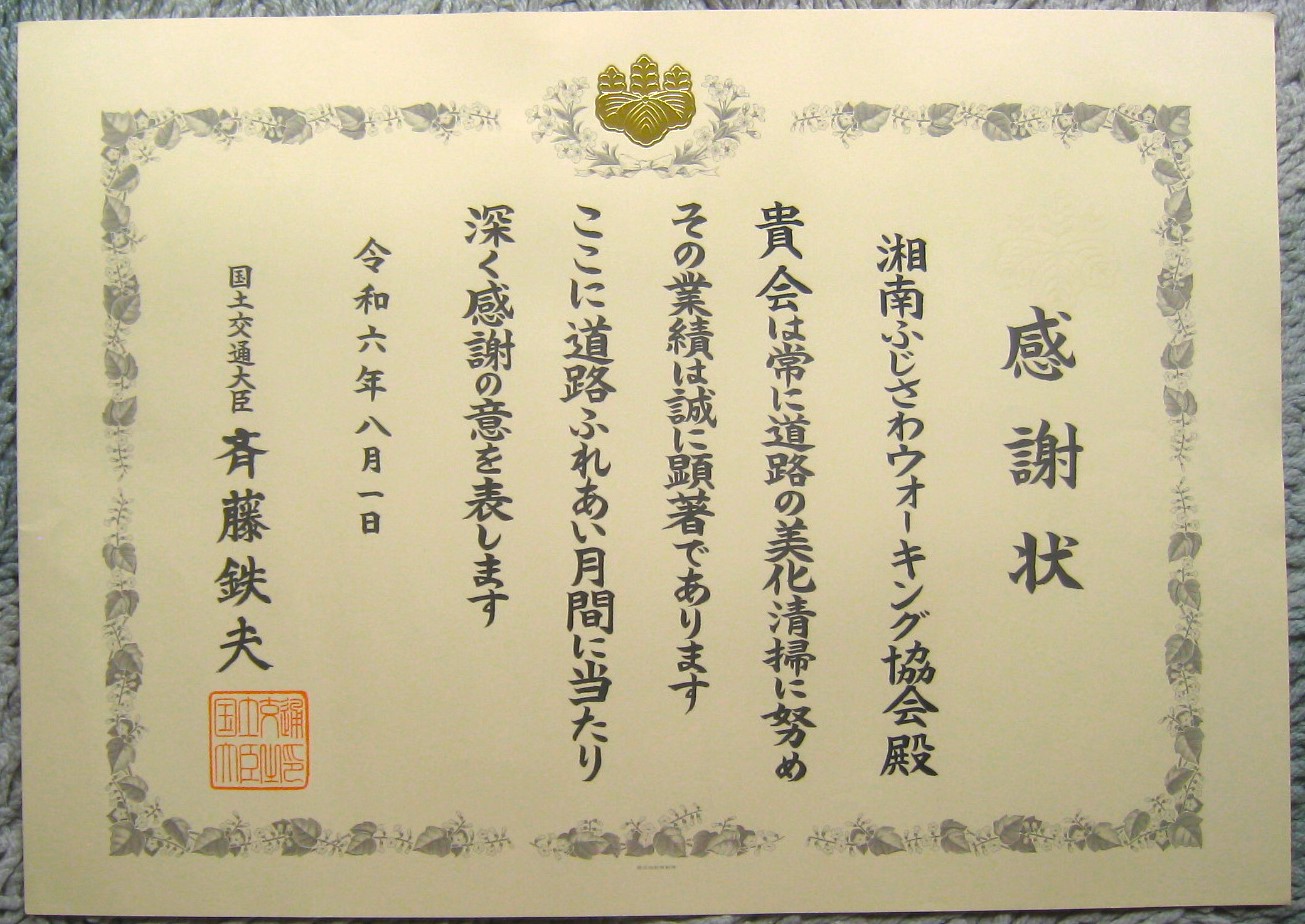 感謝状
湘南ふじさわウォーキング協会殿
貴会は常に道路の美化清掃に努め
その業績は誠に顕著であります
ここに道路ふれあい月間に当たり
深く感謝の意を表します
令和六年八月一日
国土交通大臣 斉藤鉄夫